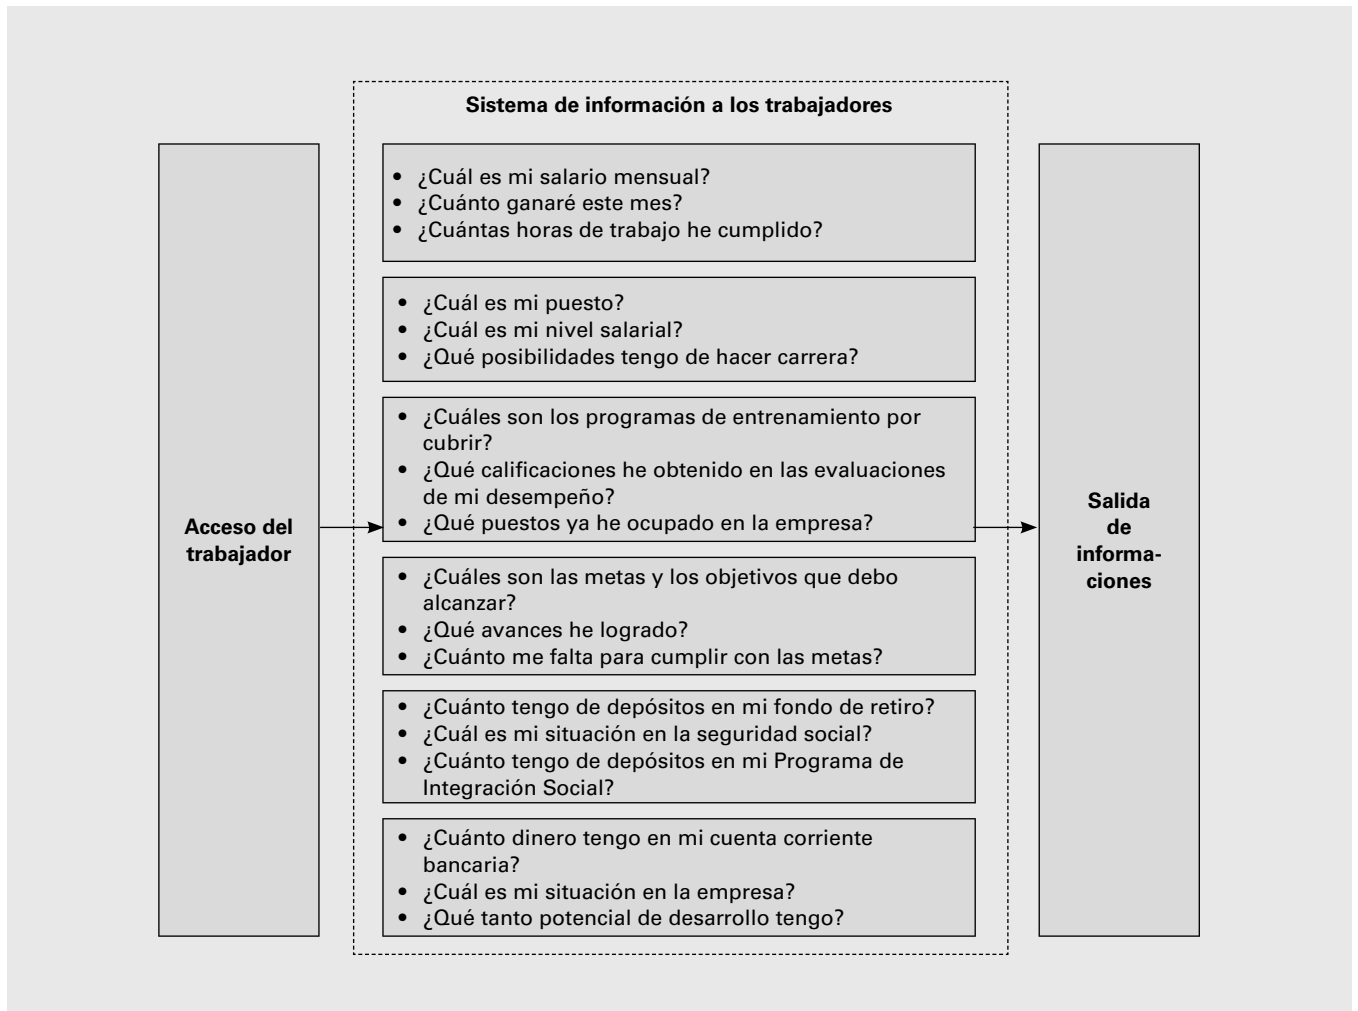 Sistema de información a los trabajadores
Acceso del
trabajador
• ¿Cuál es mi salario mensual?
• ¿Cuánto ganaré este mes?
• ¿Cuántas horas de trabajo he cumplido?
• ¿Cuál es mi puesto?
• ¿Cuál es mi nivel salarial?
• ¿Qué posibilidades tengo de hacer carrera?
• ¿Cuáles son los programas de entrenamiento por
cubrir?
• ¿Qué calificaciones he obtenido en las evaluaciones
de mi desempeño?
• ¿Qué puestos ya he ocupado en la empresa?
• ¿Cuáles son las metas y los objetivos que debo
alcanzar?
• ¿Qué avances he logrado?
• ¿Cuánto me falta para cumplir con las metas?
• ¿Cuánto tengo de depósitos en mi fondo de retiro?
• ¿Cuál es mi situación en la seguridad social?
• ¿Cuánto tengo de depósitos en mi Programa de
Integración Social?
• ¿Cuánto dinero tengo en mi cuenta corriente
bancaria?
• ¿Cuál es mi situación en la empresa?
• ¿Qué tanto potencial de desarrollo tengo?
Salida
de
informa-
ciones